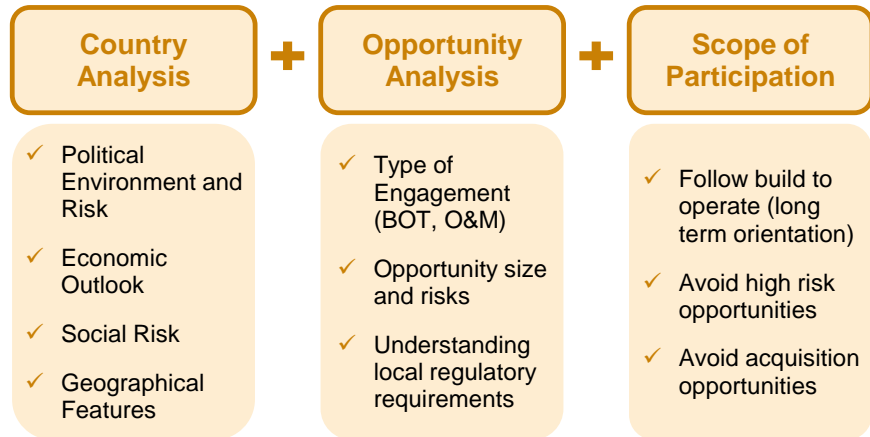 Country
Analysis
Opportunity
Analysis
Scope of
Participation
✓ Political
Environment and
Risk
✓ Economic
Outlook
✓ Social Risk
✓ Geographical
Features
✓ Type of
Engagement
(BOT, O&M)
✓ Opportunity size
and risks
✓ Understanding
local regulatory
requirements
✓ Follow build to
operate (long
term orientation)
✓ Avoid high risk
opportunities
✓ Avoid acquisition
opportunities